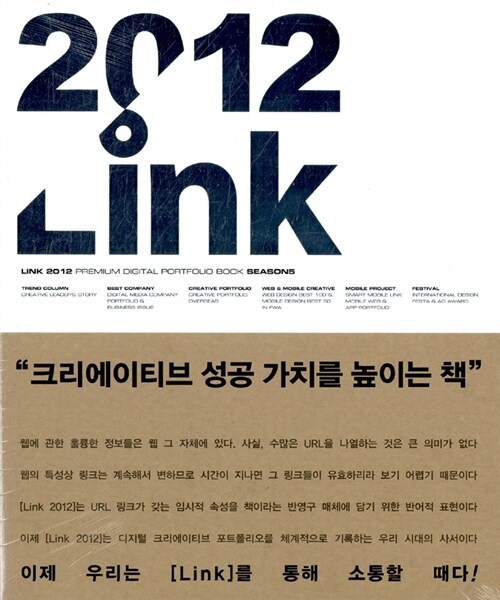 2012
Link
LINK 2012 PREMIUM DIGITAL PORTFOLIO BOOK SEASON5
TREND COLUMN
CREATIVE LEADER'S STORY
BEST COMPANY
DIGITAL MEDIA COMPANY
PORTFOLIO &
BUSINESS ISSUE
CREATIVE PORTFOLIO
CREATIVE PORTFOLIO
OVERSEAS
WEB & MOBILE CREATIVE
WEB DESIGN BEST 100 &
MOBILE DESIGN BEST 50
IN FWA
MOBILE PROJECT
SMART MOBILE LINK
MOBILE WEB &
APP PORTFOLIO
FESTIVAL
INTERNATIONAL DESIGN
FESTA & AD AWARD
“크리에이티브 성공 가치를 높이는 책”
웹에 관한 훌륭한 정보들은 웹 그 자체에 있다. 사실, 수많은 URL을 나열하는 것은 큰 의미가 없다
웹의 특성상 링크는 계속해서 변하므로 시간이 지나면 그 링크들이 유효하리라 보기 어렵기 때문이다
[Link 2012]는 URL 링크가 갖는 임시적 속성을 책이라는 반영구 매체에 담기 위한 반어적 표현이다
이제 [Link 2012]는 디지털 크리에이티브 포트폴리오를 체계적으로 기록하는 우리 시대의 사서이다
이제 우리는 [Link]를 통해 소통할 때다!